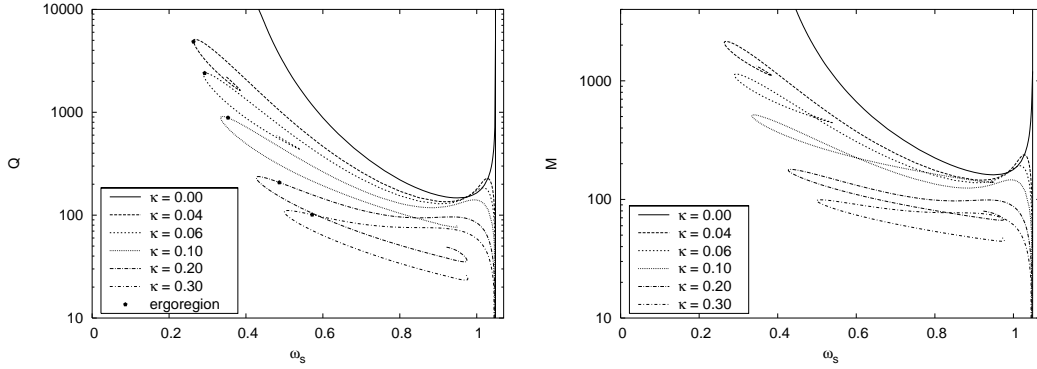 10000
1000
100
10
Q
0
0.2
0.4
0.6
0.8
1
ω_s
κ = 0.00
κ = 0.04
κ = 0.06
κ = 0.10
κ = 0.20
κ = 0.30
ergoregion
1000
100
10
M
0
0.2
0.4
0.6
0.8
1
ω_s
κ = 0.00
κ = 0.04
κ = 0.06
κ = 0.10
κ = 0.20
κ = 0.30